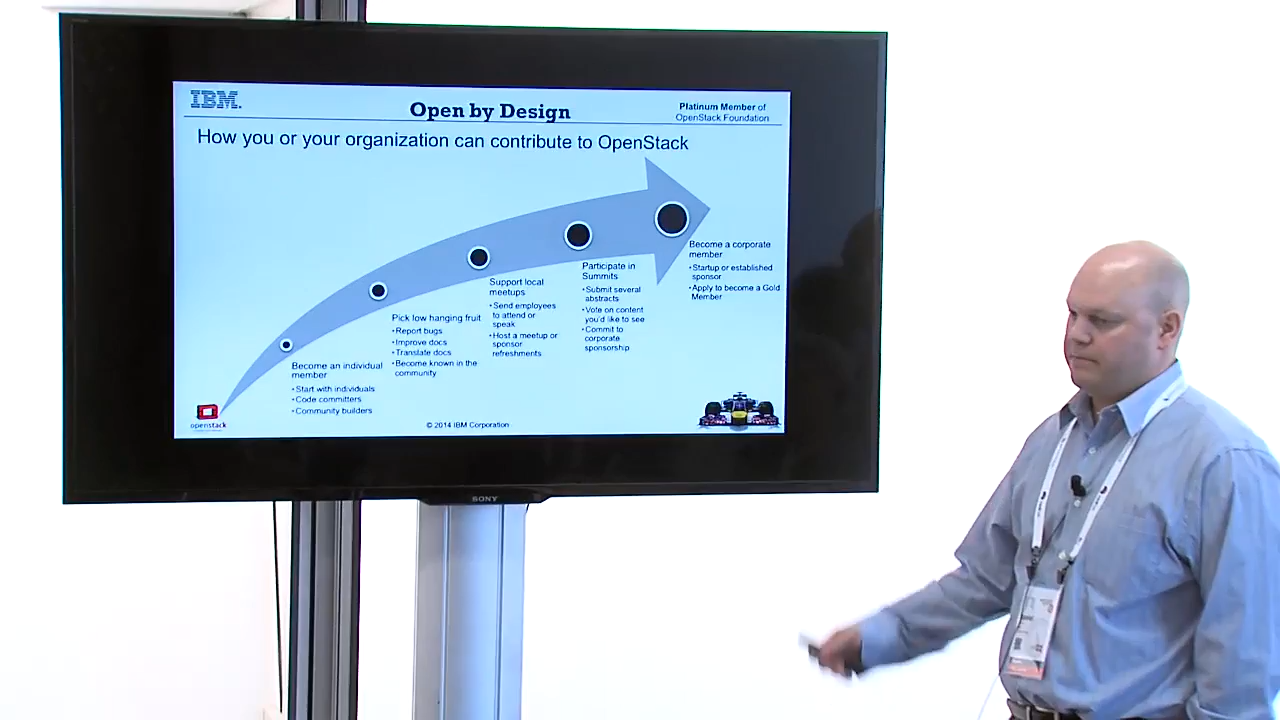 IBM.
Open by Design
Platinum Member of
OpenStack Foundation
How you or your organization can contribute to OpenStack
Become a corporate
member
•Startup or established
sponsor
•Apply to become a Gold
Member
Participate in
Summits
•Submit several
abstracts
•Vote on content
you'd like to see
•Commit to
corporate
sponsorship
Support local
meetups
•Send employees
to attend or
speak
•Host a meetup or
sponsor
refreshments
Pick low hanging fruit
•Report bugs
•Improve docs
•Translate docs
•Become known in the
community
Become an individual
member
•Start with individuals
•Code committers
•Community builders
openstack
© 2014 IBM Corporation
SONY